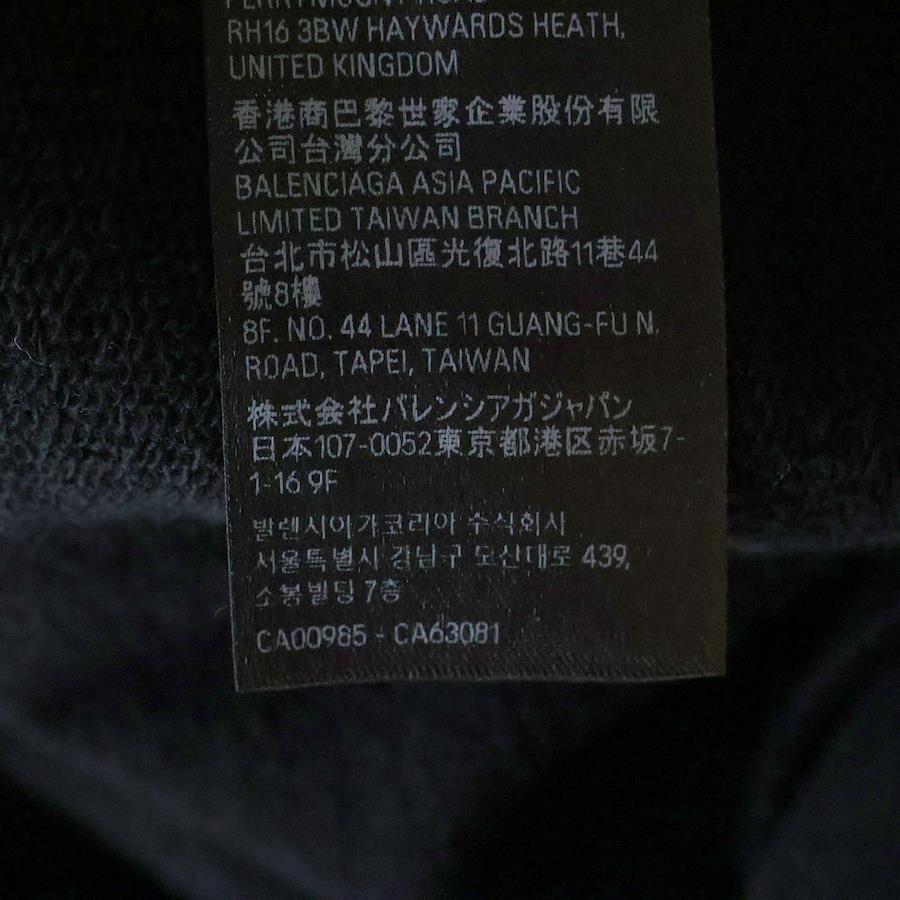 PERRYMOUNT ROAD
RH16 3BW HAYWARDS HEATH,
UNITED KINGDOM
香港商巴黎世家企業股份有限
公司台灣分公司
BALENCIAGA ASIA PACIFIC
LIMITED TAIWAN BRANCH
台北市松山區光復北路11巷44
號8樓
8F. NO. 44 LANE 11 GUANG-FU N.
ROAD, TAPEI, TAIWAN
株式会社バレンシアガジャパン
日本107-0052東京都港区赤坂7-
1-16 9F
발렌시아가코리아 수식회사
서울특별시 강남구 도산대로 439,
소봉빌딩 7층
CA00985 - CA63081